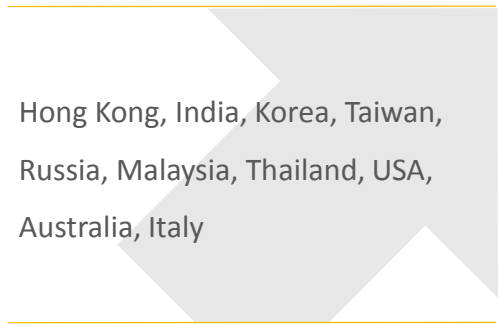 Hong Kong, India, Korea, Taiwan,
Russia, Malaysia, Thailand, USA,
Australia, Italy